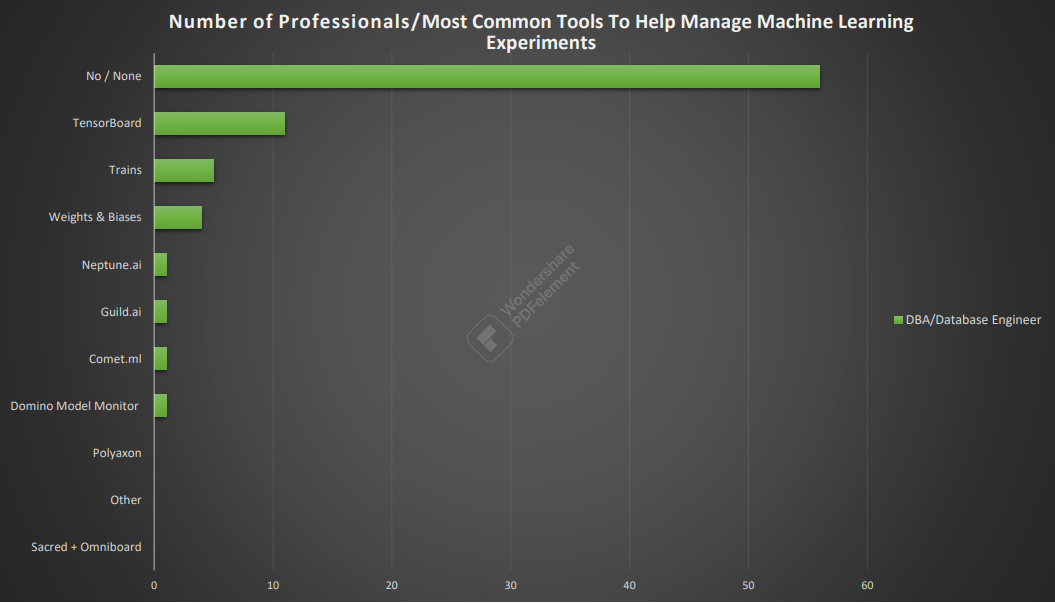 Number of Professionals/Most Common Tools To Help Manage Machine Learning
Experiments
No / None
TensorBoard
Trains
Weights & Biases
Neptune.ai
Guild.ai
Comet.ml
Domino Model Monitor
Polyaxon
Other
Sacred + Omniboard
0 10 20 30 40 50 60
DBA/Database Engineer
Wondershare
PDFelement